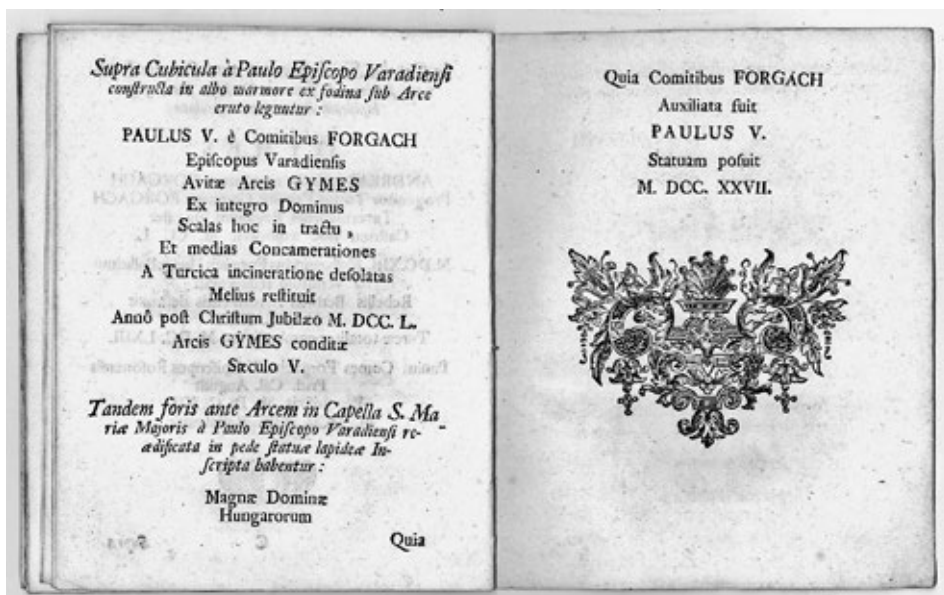 Supra Cubicula à Paulo Epiſcopo Varadienſi
conſtructa in albo marmore ex fodina ſub Arce
eruto leguntur :
PAULUS V. è Comitibus FORGACH
Epiſcopus Varadienſis
Avitæ Arcis GYMES
Ex integro Dominus
Scalas hoc in tractu,
Et medias Concamerationes
A Turcica incineratione deſolatas
Melius reſtituit
Annô poſt Chriſtum Jubilæo M. DCC. L.
Arcis GYMES conditæ
Sæculo V.
Tandem foris ante Arcem in Capella S. Ma-
riæ Majoris à Paulo Epiſcopo Varadienſi re-
ædificata in pede ſtatuæ lapideæ In-
ſcripta habentur :
Magnæ Dominæ
Hungarorum
Quia
Quia Comitibus FORGACH
Auxiliata fuit
PAULUS V.
Statuam poſuit
M. DCC. XXVII.